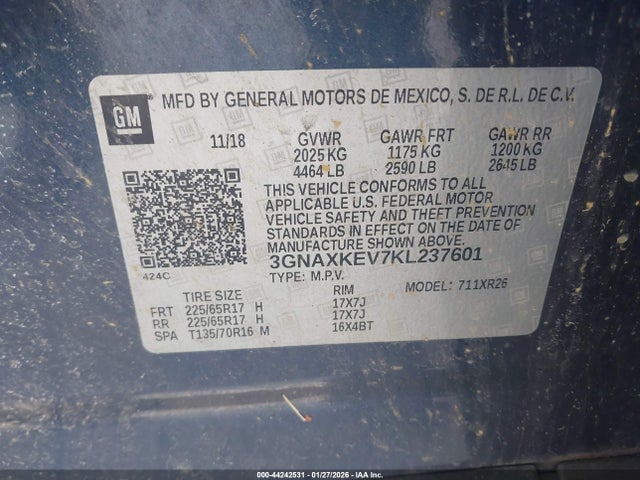 GM
MFD BY GENERAL MOTORS DE MEXICO, S. DE R.L. DE C.V.
11/18 GVWR GAWR FRT GAWR RR
2025 KG 1175 KG 1200 KG
4464 LB 2590 LB 2645 LB
THIS VEHICLE CONFORMS TO ALL
APPLICABLE U.S. FEDERAL MOTOR
VEHICLE SAFETY AND THEFT PREVENTION
STANDARDS IN EFFECT ON THE DATE OF
MANUFACTURE SHOWN ABOVE.
3GNAXKEV7KL237601
424C
TYPE: M.P.V. MODEL: 711XR26
TIRE SIZE RIM
FRT 225/65R17 H 17X7J
RR 225/65R17 H 17X7J
SPA T135/70R16 M 16X4BT
000-44242531 - 01/27/2026 - IAA Inc.